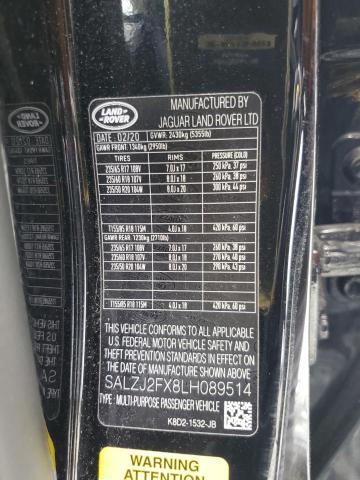 LAND
ROVER
MANUFACTURED BY
JAGUAR LAND ROVER LTD
DATE 02/20 GVWR: 2430kg (5355lb)
GAWR FRONT: 1340kg (2950lb)
TIRES RIMS PRESSURE (COLD)
235/65 R17 108V 7.0J x 17 250 kPa, 37 psi
235/60 R18 107V 8.0J x 18 260 kPa, 38 psi
235/50 R20 104W 8.0J x 20 300 kPa, 44 psi
T155/85 R18 115M 4.0J x 18 420 kPa, 60 psi
GAWR REAR: 1230kg (2710lb)
235/65 R17 108V 7.0J x 17 260 kPa, 38 psi
235/60 R18 107V 8.0J x 18 270 kPa, 40 psi
235/50 R20 104W 8.0J x 20 290 kPa, 43 psi
T155/85 R18 115M 4.0J x 18 420 kPa, 60 psi
THIS VEHICLE CONFORMS TO ALL APPLICABLE
U.S. FEDERAL MOTOR VEHICLE SAFETY AND
THEFT PREVENTION STANDARDS IN EFFECT ON
THE DATE OF MANUFACTURE SHOWN ABOVE.
SALZJ2FX8LH089514
TYPE: MULTI-PURPOSE PASSENGER VEHICLE
K8D2-1532-JB
WARNING
ATTENTION